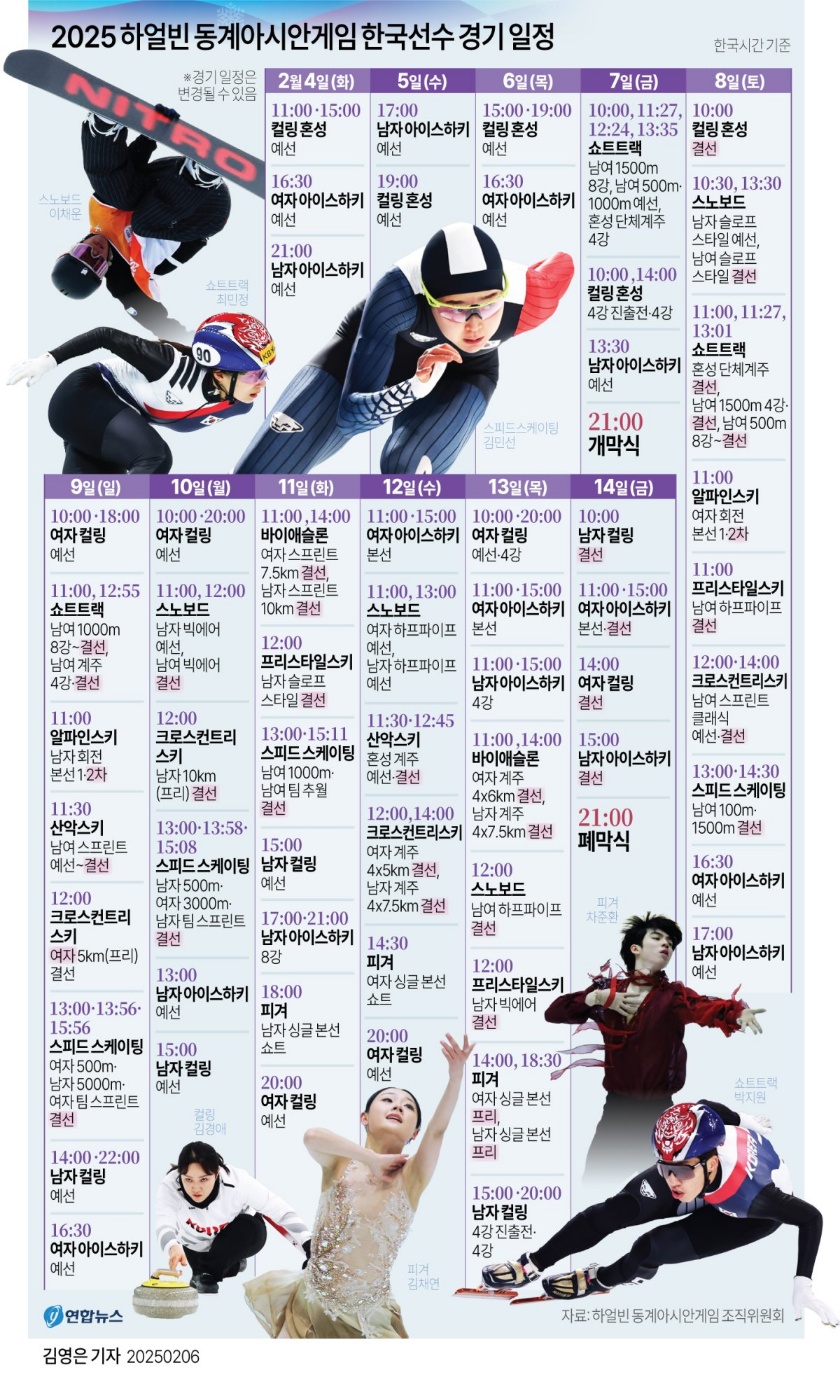 2025 하얼빈 동계아시안게임 한국선수 경기 일정
한국시간 기준
※경기 일정은
변경될 수 있음
NITRO
스노보드
이채운
쇼트트랙
최민정
90
스피드스케이팅
김민선
2월 4일(화)
11:00·15:00
컬링 혼성
예선
16:30
여자 아이스하키
예선
21:00
남자 아이스하키
예선
5일(수)
17:00
남자 아이스하키
예선
19:00
컬링 혼성
예선
6일(목)
15:00·19:00
컬링 혼성
예선
16:30
여자 아이스하키
예선
7일(금)
10:00, 11:27,
12:24, 13:35
쇼트트랙
남여 1500m
8강, 남여 500m·
1000m 예선,
혼성 단체계주
4강
10:00 ,14:00
컬링 혼성
4강 진출전·4강
13:30
남자 아이스하키
예선
21:00
개막식
8일(토)
10:00
컬링 혼성
결선
10:30, 13:30
스노보드
남자 슬로프
스타일 예선,
남여 슬로프
스타일 결선
11:00, 11:27,
13:01
쇼트트랙
혼성 단체계주
결선,
남여 1500m 4강·
결선, 남여 500m
8강~결선
11:00
알파인스키
여자 회전
본선 1·2차
11:00
프리스타일스키
남여 하프파이프
결선
12:00·14:00
크로스컨트리스키
남여 스프린트
클래식
예선·결선
13:00·14:30
스피드 스케이팅
남여 100m·
1500m 결선
16:30
여자 아이스하키
예선
17:00
남자 아이스하키
예선
9일(일)
10:00·18:00
여자 컬링
예선
11:00, 12:55
쇼트트랙
남여 1000m
8강~결선,
남여 계주
4강·결선
11:00
알파인스키
남자 회전
본선 1·2차
11:30
산악스키
남여 스프린트
예선~결선
12:00
크로스컨트리
스키
여자 5km(프리)
결선
13:00·13:56·
15:56
스피드 스케이팅
여자 500m·
남자 5000m·
여자 팀 스프린트
결선
14:00·22:00
남자 컬링
예선
16:30
여자 아이스하키
예선
10일(월)
10:00·20:00
여자 컬링
예선
11:00, 12:00
스노보드
남자 빅에어
예선,
남여 빅에어
결선
12:00
크로스컨트리
스키
남자 10km
(프리) 결선
13:00·13:58·
15:08
스피드 스케이팅
남자 500m·
여자 3000m·
남자 팀 스프린트
결선
13:00
남자 아이스하키
예선
15:00
남자 컬링
예선
컬링
김경애
11일(화)
11:00 ,14:00
바이애슬론
여자 스프린트
7.5km 결선,
남자 스프린트
10km 결선
12:00
프리스타일스키
남자 슬로프
스타일 결선
13:00·15:11
스피드 스케이팅
남여 1000m·
남여 팀 추월
결선
15:00
남자 컬링
예선
17:00·21:00
남자 아이스하키
8강
18:00
피겨
남자 싱글 본선
쇼트
20:00
여자 컬링
예선
12일(수)
11:00·15:00
여자 아이스하키
본선
11:00, 13:00
스노보드
여자 하프파이프
예선,
남자 하프파이프
예선
11:30·12:45
산악스키
혼성 계주
예선·결선
12:00,14:00
크로스컨트리스키
여자 계주
4x5km 결선,
남자 계주
4x7.5km 결선
14:30
피겨
여자 싱글 본선
쇼트
20:00
여자 컬링
예선
피겨
김채연
13일(목)
10:00·20:00
여자 컬링
예선·4강
11:00·15:00
여자 아이스하키
본선
11:00·15:00
남자 아이스하키
4강
11:00 ,14:00
바이애슬론
여자 계주
4x6km 결선,
남자 계주
4x7.5km 결선
12:00
스노보드
남여 하프파이프
결선
12:00
프리스타일스키
남자 빅에어
결선
14:00, 18:30
피겨
여자 싱글 본선
프리,
남자 싱글 본선
프리
15:00·20:00
남자 컬링
4강 진출전·
4강
14일(금)
10:00
남자 컬링
결선
11:00·15:00
여자 아이스하키
본선·결선
14:00
여자 컬링
결선
15:00
남자 아이스하키
결선
21:00
폐막식
피겨
차준환
쇼트트랙
박지원
KOREA
연합뉴스
자료: 하얼빈 동계아시안게임 조직위원회
김영은 기자 20250206